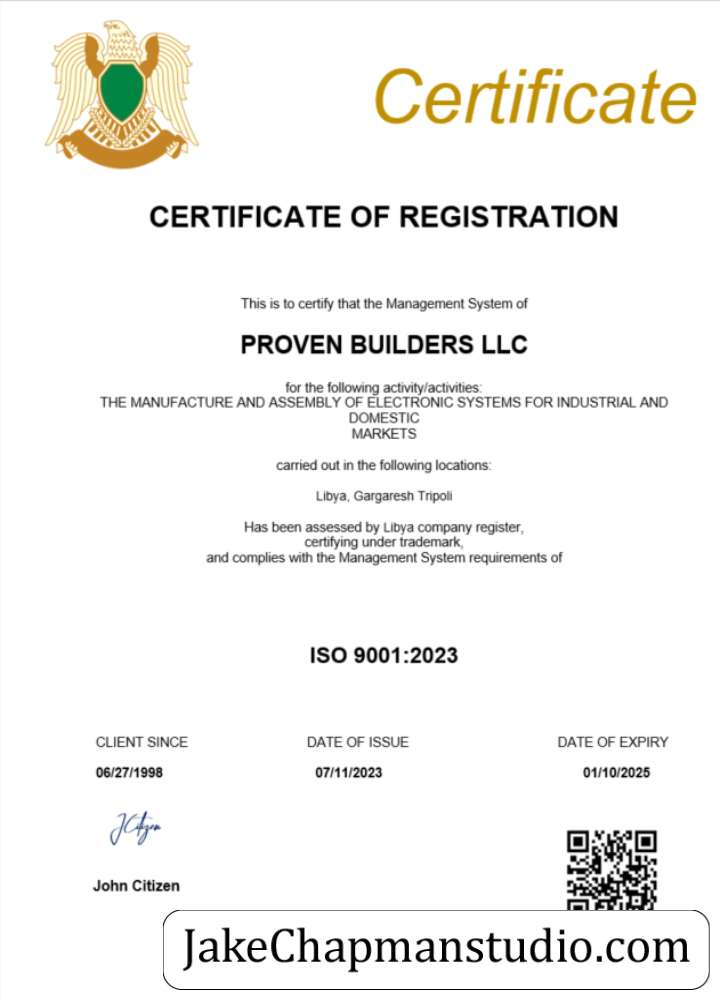 Certificate
CERTIFICATE OF REGISTRATION
This is to certify that the Management System of
PROVEN BUILDERS LLC
for the following activity/activities:
THE MANUFACTURE AND ASSEMBLY OF ELECTRONIC SYSTEMS FOR INDUSTRIAL AND
DOMESTIC
MARKETS
carried out in the following locations:
Libya, Gargaresh Tripoli
Has been assessed by Libya company register,
certifying under trademark,
and complies with the Management System requirements of
ISO 9001:2023
CLIENT SINCE DATE OF ISSUE DATE OF EXPIRY
06/27/1998 07/11/2023 01/10/2025
JCitizen
John Citizen
JakeChapmanstudio.com